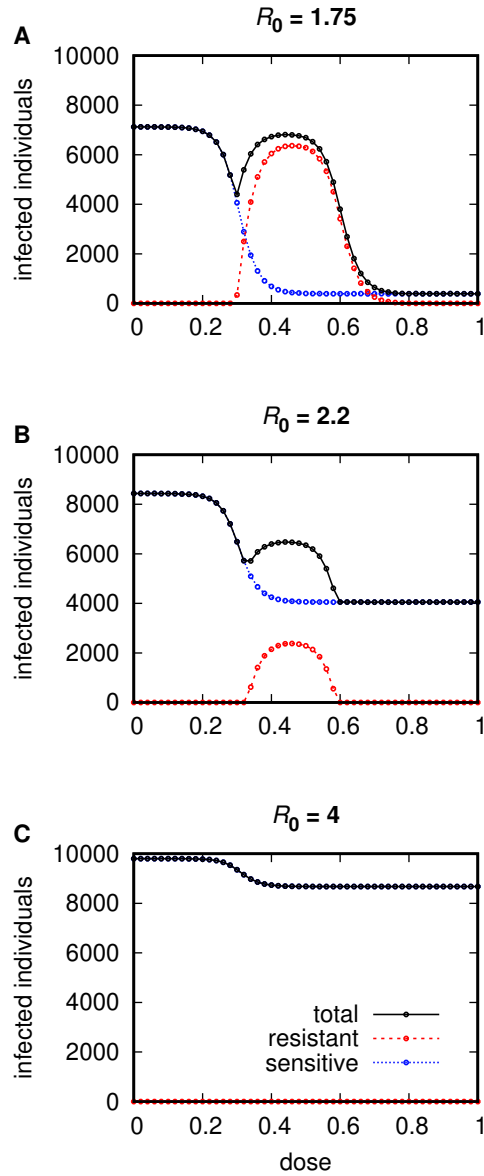 R0 = 1.75
A
10000
8000
6000
4000
2000
0
infected individuals
0 0.2 0.4 0.6 0.8 1
R0 = 2.2
B
10000
8000
6000
4000
2000
0
infected individuals
0 0.2 0.4 0.6 0.8 1
R0 = 4
C
10000
8000
6000
4000
2000
0
infected individuals
total
resistant
sensitive
0 0.2 0.4 0.6 0.8 1
dose